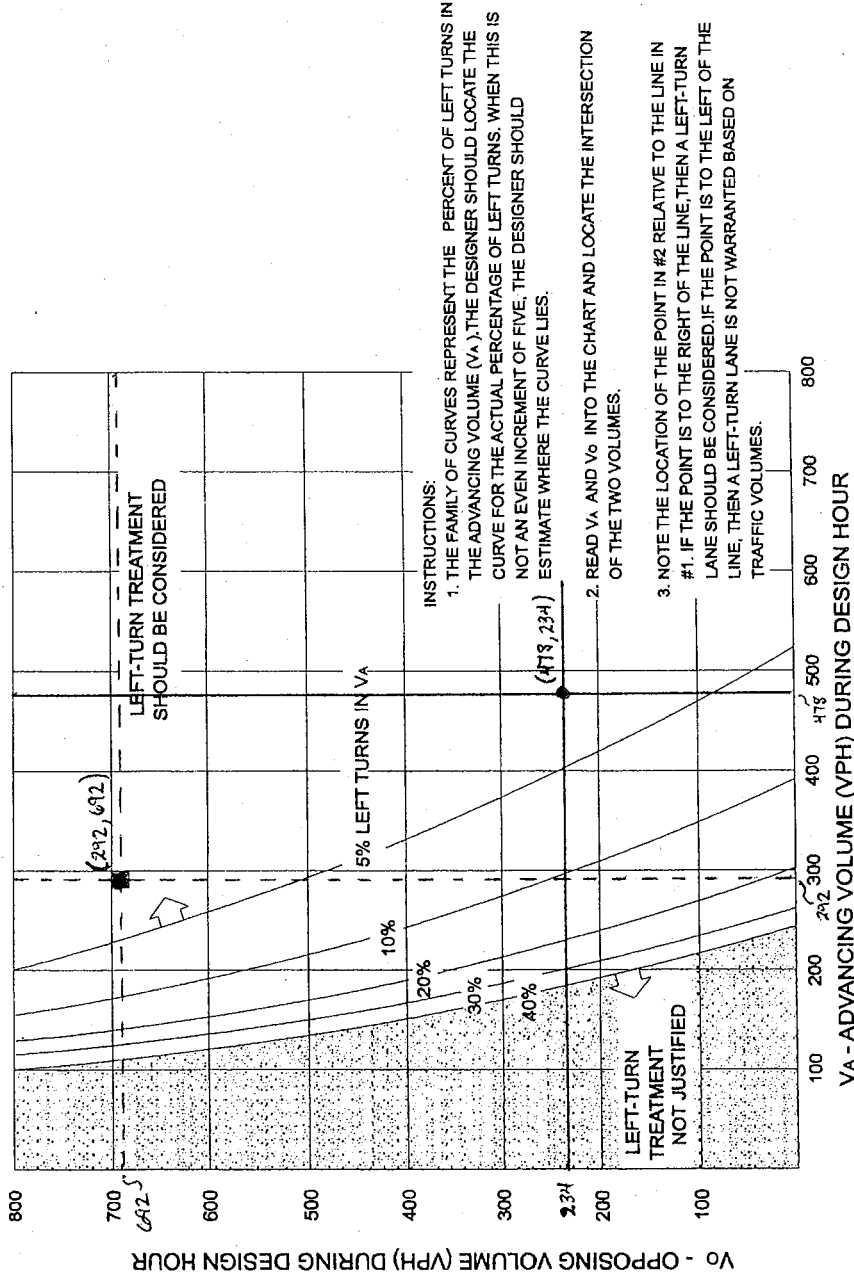 800
700
692
600
500
400
300
234
200
100
VO - OPPOSING VOLUME (VPH) DURING DESIGN HOUR
(292, 692)
LEFT-TURN TREATMENT
SHOULD BE CONSIDERED
5% LEFT TURNS IN VA
10%
20%
30%
40%
(478, 234)
LEFT-TURN
TREATMENT
NOT JUSTIFIED
100
200
300
400
500
600
700
800
292
478
VA - ADVANCING VOLUME (VPH) DURING DESIGN HOUR
INSTRUCTIONS:
1. THE FAMILY OF CURVES REPRESENT THE PERCENT OF LEFT TURNS IN
THE ADVANCING VOLUME (VA ).THE DESIGNER SHOULD LOCATE THE
CURVE FOR THE ACTUAL PERCENTAGE OF LEFT TURNS. WHEN THIS IS
NOT AN EVEN INCREMENT OF FIVE, THE DESIGNER SHOULD
ESTIMATE WHERE THE CURVE LIES.
2. READ VA AND VO INTO THE CHART AND LOCATE THE INTERSECTION
OF THE TWO VOLUMES.
3. NOTE THE LOCATION OF THE POINT IN #2 RELATIVE TO THE LINE IN
#1. IF THE POINT IS TO THE RIGHT OF THE LINE,THEN A LEFT-TURN
LANE SHOULD BE CONSIDERED.IF THE POINT IS TO THE LEFT OF THE
LINE, THEN A LEFT-TURN LANE IS NOT WARRANTED BASED ON
TRAFFIC VOLUMES.